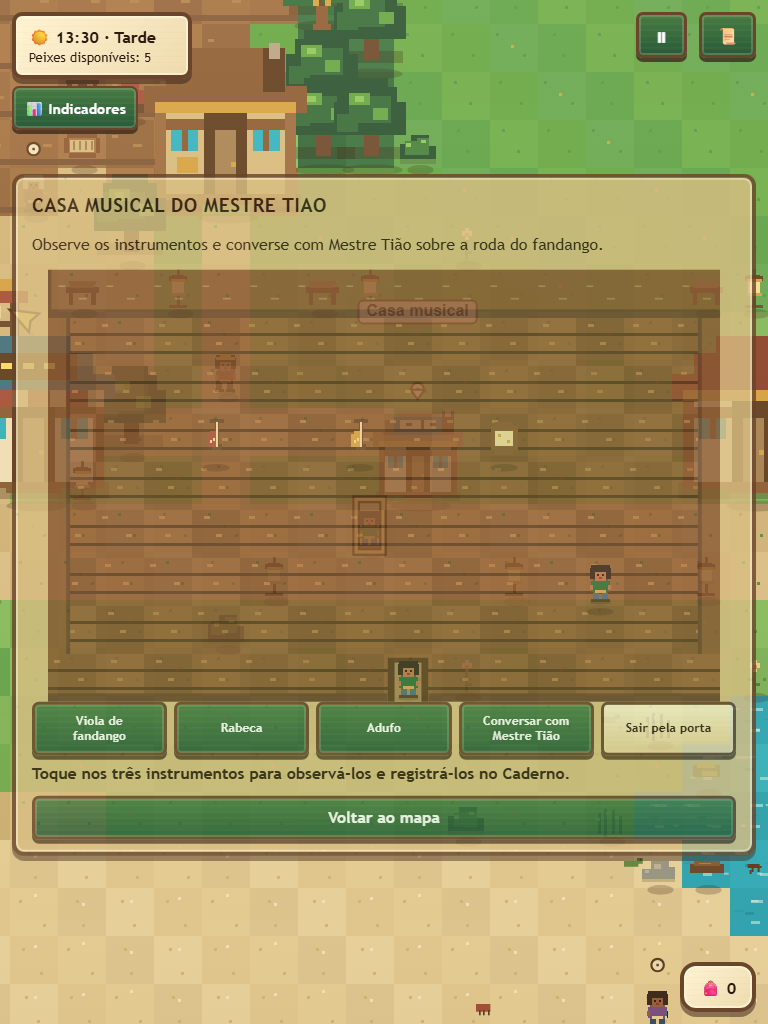 13:30 · Tarde
Peixes disponíveis: 5
Indicadores
CASA MUSICAL DO MESTRE TIAO
Observe os instrumentos e converse com Mestre Tião sobre a roda do fandango.
Casa musical
Viola de
fandango
Rabeca
Adufo
Conversar com
Mestre Tião
Sair pela porta
Toque nos três instrumentos para observá-los e registrá-los no Caderno.
Voltar ao mapa
0